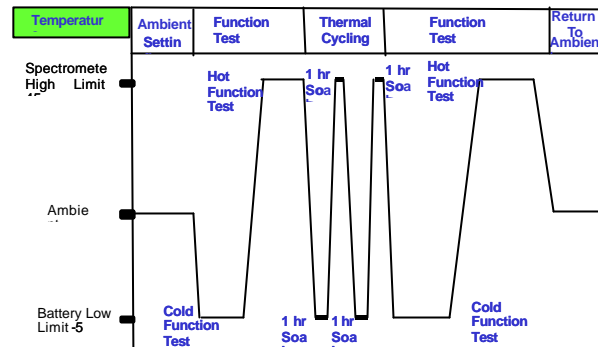 Temperatur
Ambient
Settin
Function
Test
Thermal
Cycling
Function
Test
Return
To
Ambien
Spectromete
High Limit
Hot
Function
Test
1 hr
Soa
1 hr
Soa
Hot
Function
Test
Ambie
Battery Low
Limit -5
Cold
Function
Test
1 hr
Soa
1 hr
Soa
Cold
Function
Test